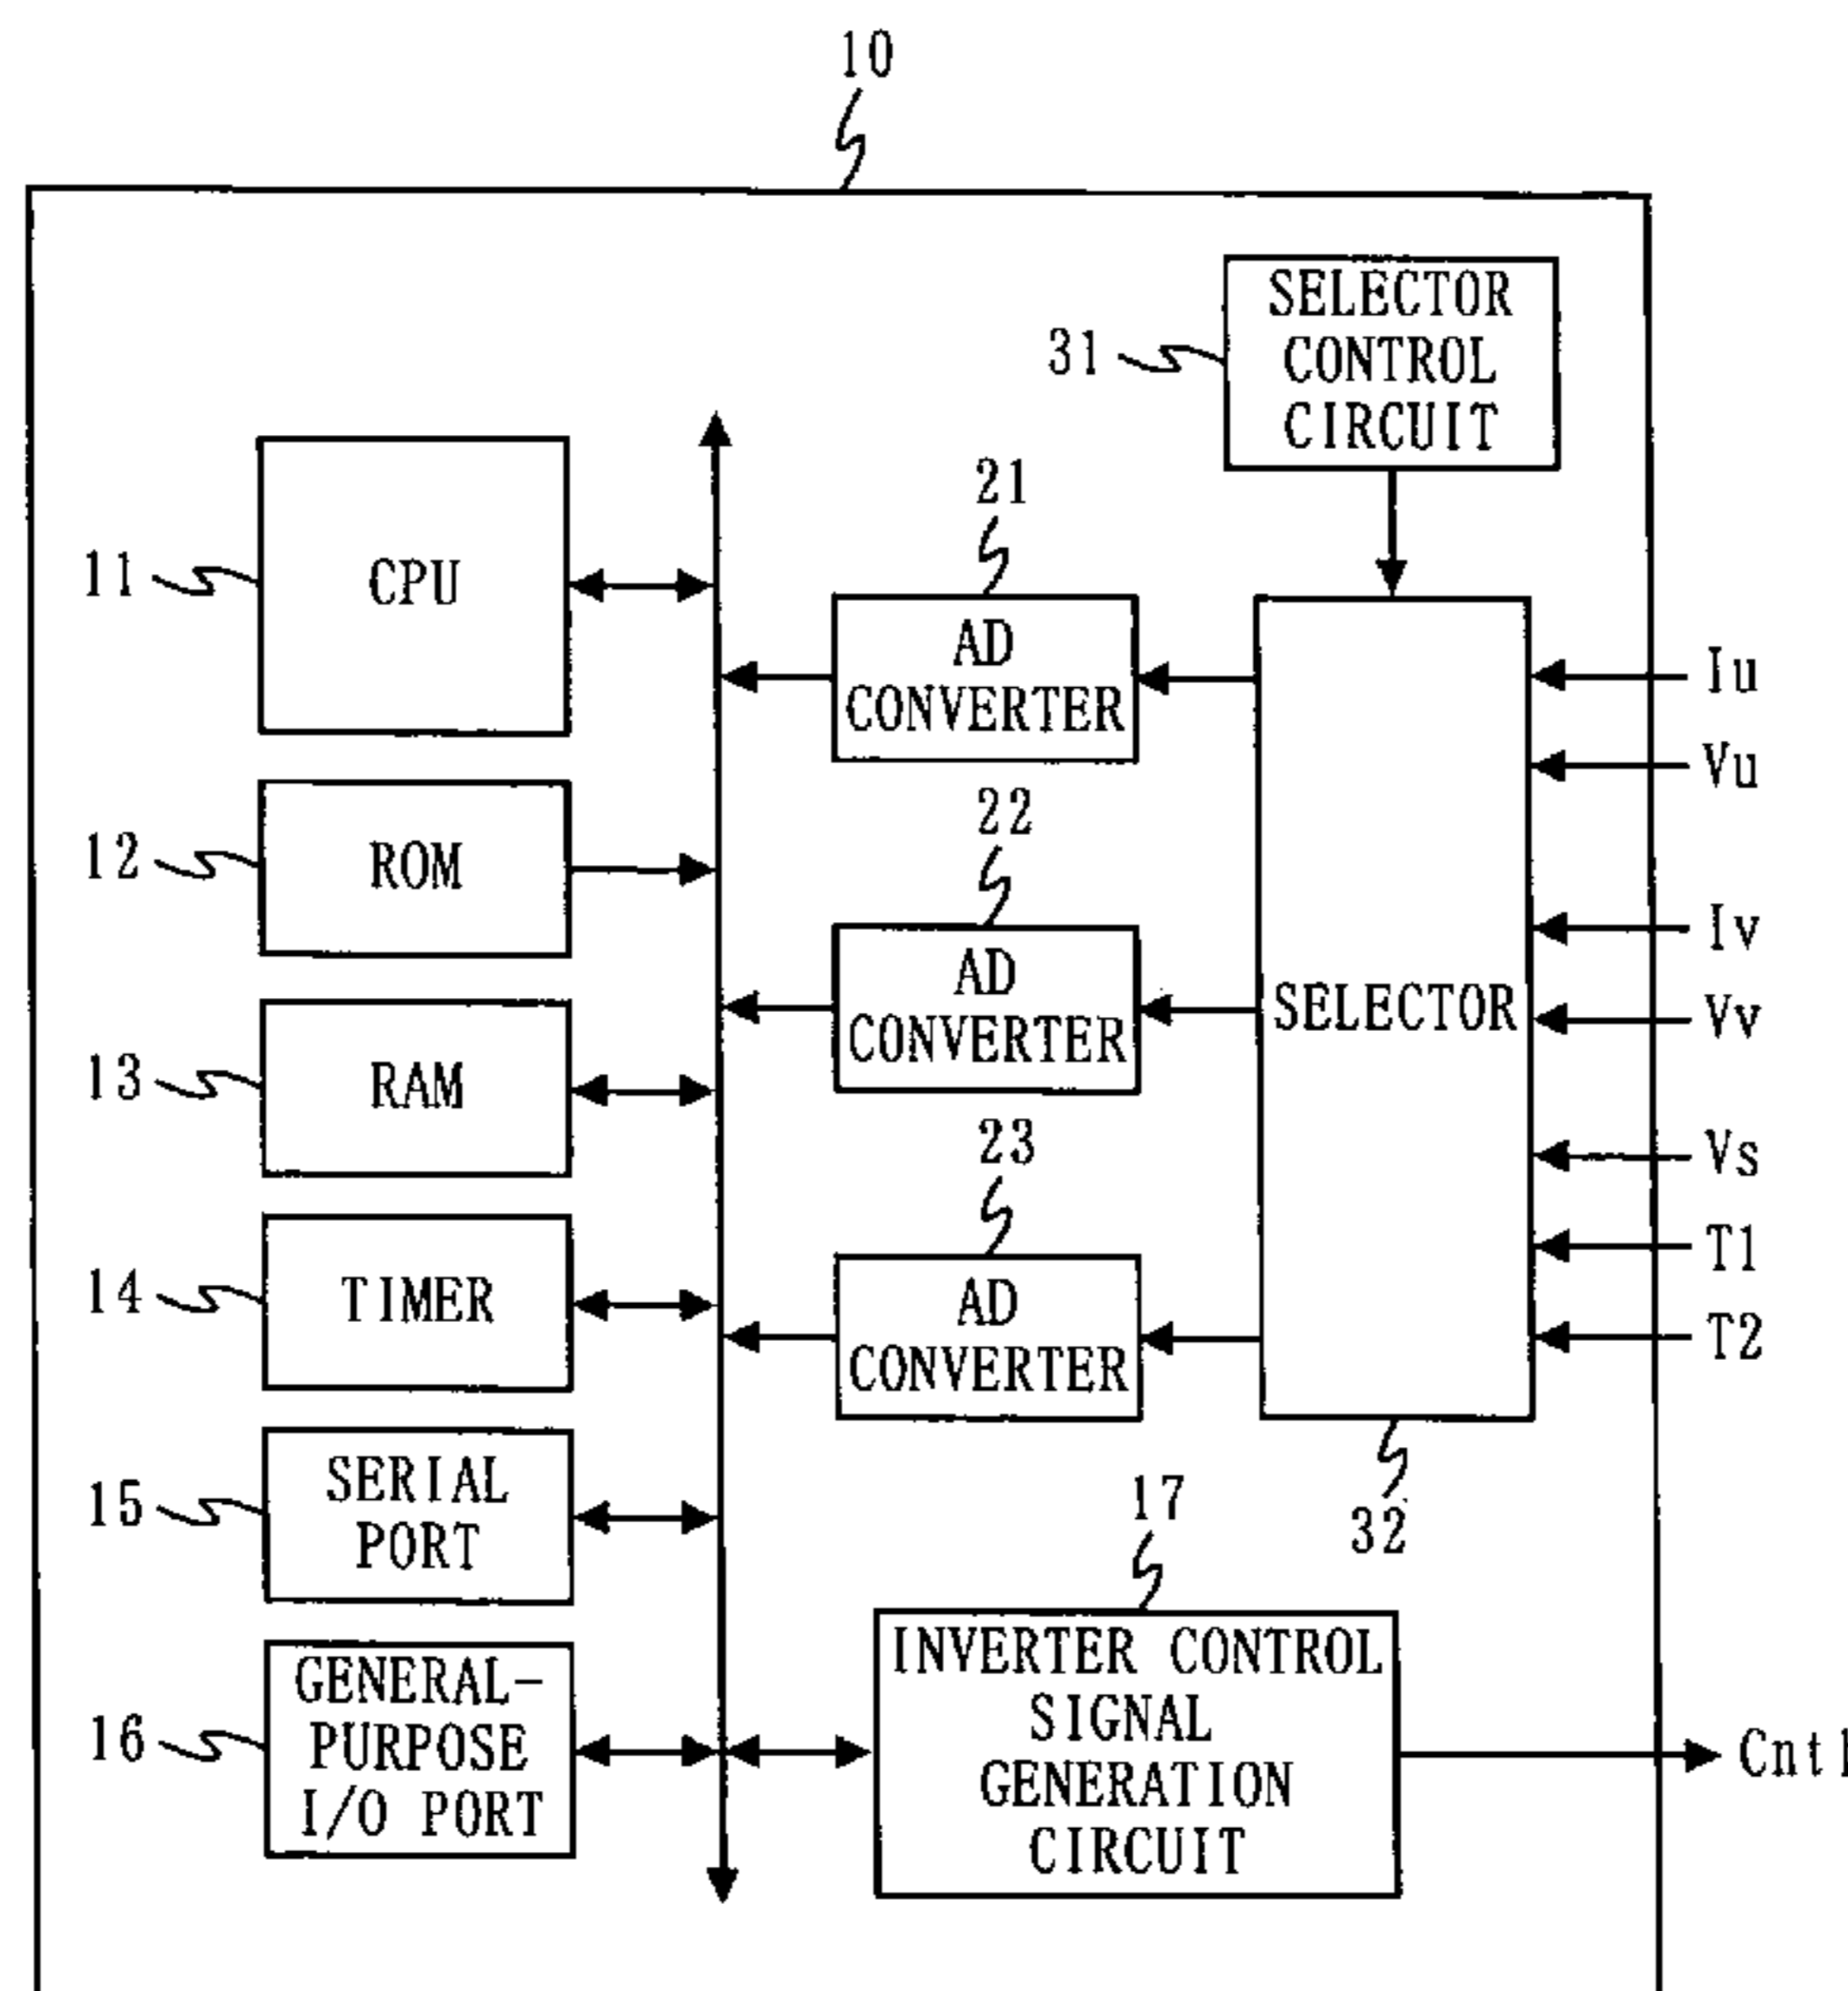 10
SELECTOR
CONTROL
CIRCUIT
31
21
11
CPU
AD
CONVERTER
Iu
Vu
22
12
ROM
AD
CONVERTER
Iv
SELECTOR
Vv
13
RAM
23
Vs
T1
14
TIMER
AD
CONVERTER
T2
15
SERIAL
PORT
17
32
16
GENERAL-
PURPOSE
I/O PORT
INVERTER CONTROL
SIGNAL
GENERATION
CIRCUIT
Cntl